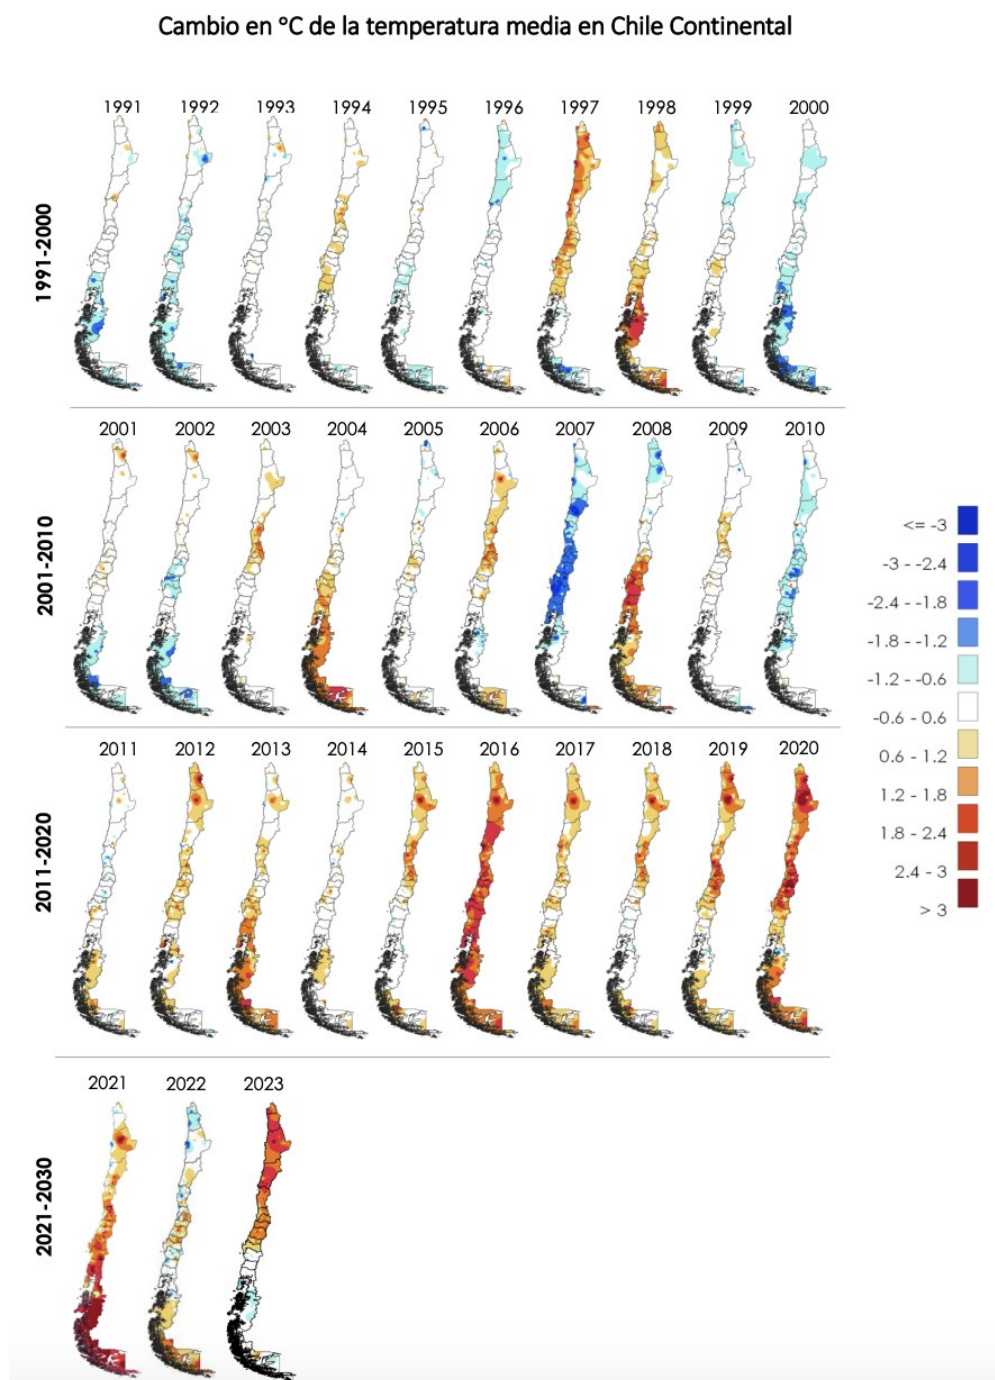 Cambio en °C de la temperatura media en Chile Continental
1991 1992 1993 1994 1995 1996 1997 1998 1999 2000
1991-2000
2001 2002 2003 2004 2005 2006 2007 2008 2009 2010
2001-2010
2011 2012 2013 2014 2015 2016 2017 2018 2019 2020
2011-2020
2021 2022 2023
2021-2030
<= -3
-3 - -2.4
-2.4 - -1.8
-1.8 - -1.2
-1.2 - -0.6
-0.6 - 0.6
0.6 - 1.2
1.2 - 1.8
1.8 - 2.4
2.4 - 3
> 3